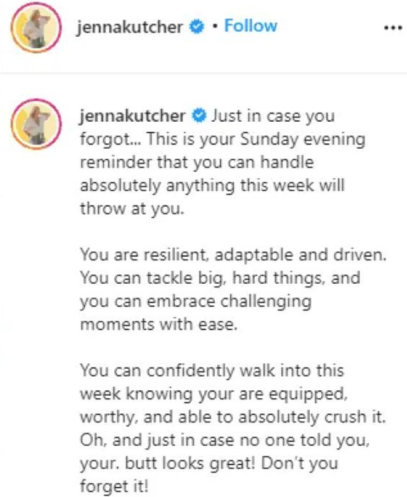 jennakutcher • Follow
jennakutcher Just in case you
forgot... This is your Sunday evening
reminder that you can handle
absolutely anything this week will
throw at you.
You are resilient, adaptable and driven.
You can tackle big, hard things, and
you can embrace challenging
moments with ease.
You can confidently walk into this
week knowing your are equipped,
worthy, and able to absolutely crush it.
Oh, and just in case no one told you,
your. butt looks great! Don't you
forget it!